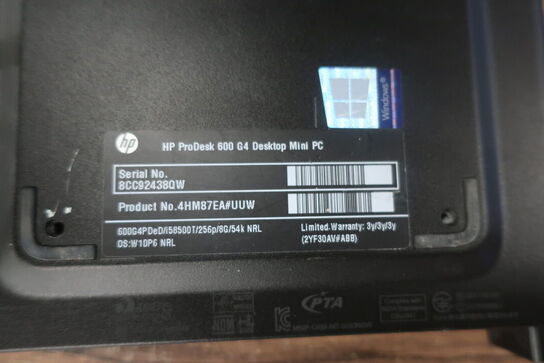 Windows®
hp
HP ProDesk 600 G4 Desktop Mini PC
Serial No.
8CC92438QW
Product No.4HM87EA#UUW
600G4PDeD/i58500T/256p/8G/54k NRL
OS:W10P6 NRL
Limited.Warranty: 3y/3y/3y
(2YF30AV#ABB)
PTA